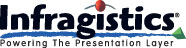 Infragistics®
Powering The Presentation Layer